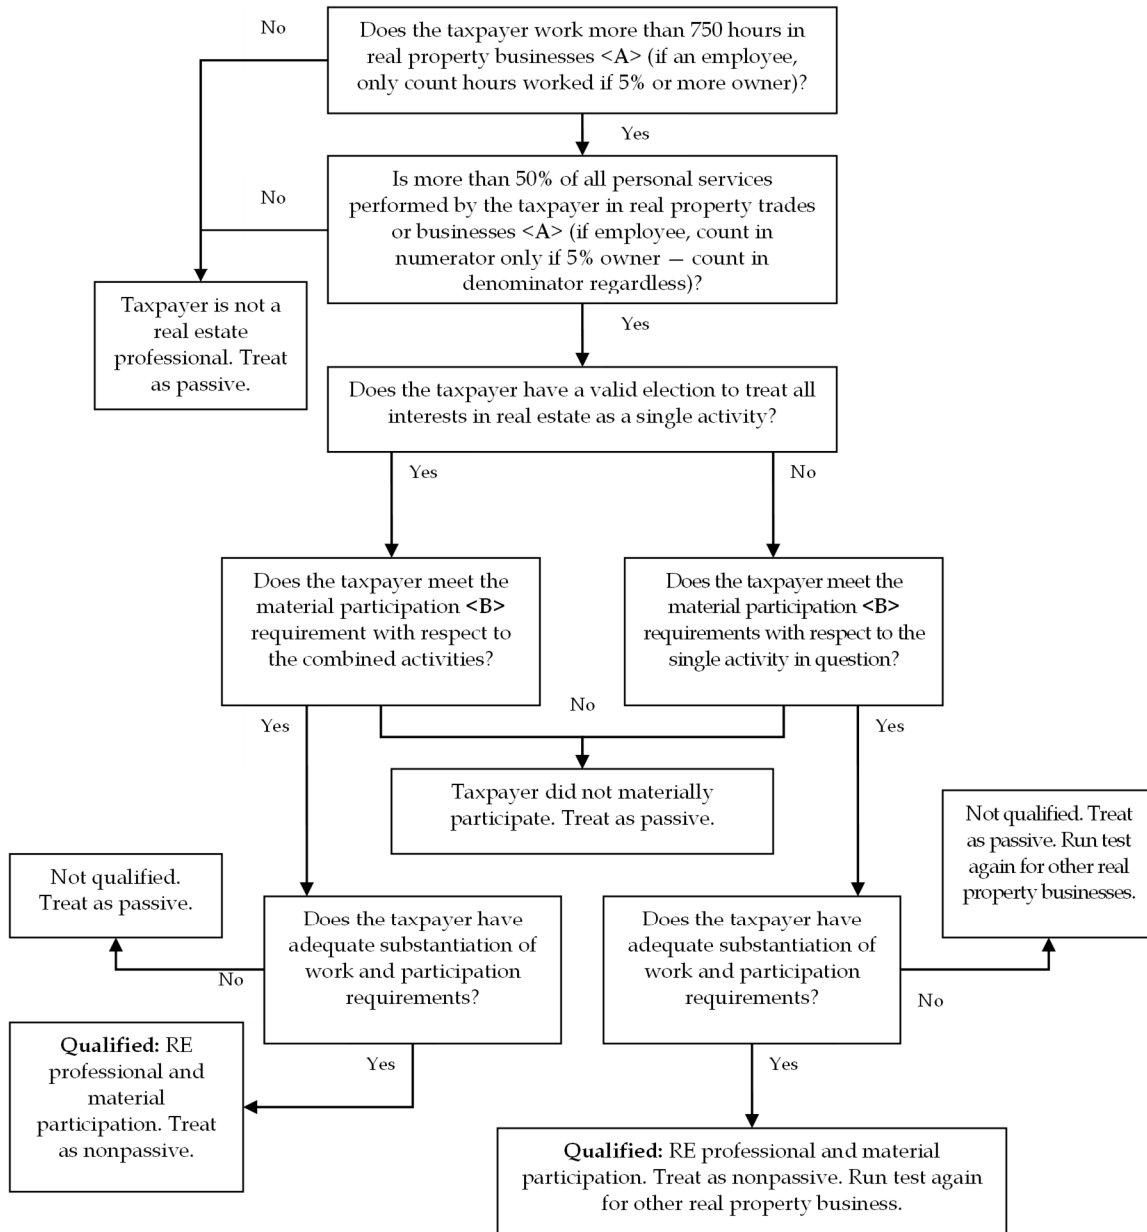 No
Does the taxpayer work more than 750 hours in
real property businesses <A> (if an employee,
only count hours worked if 5% or more owner)?
Yes
No
Is more than 50% of all personal services
performed by the taxpayer in real property trades
or businesses <A> (if employee, count in
numerator only if 5% owner — count in
denominator regardless)?
Taxpayer is not a
real estate
professional. Treat
as passive.
Yes
Does the taxpayer have a valid election to treat all
interests in real estate as a single activity?
Yes
No
Does the taxpayer meet the
material participation <B>
requirement with respect to
the combined activities?
Does the taxpayer meet the
material participation <B>
requirements with respect to the
single activity in question?
Yes
No
Yes
Taxpayer did not materially
participate. Treat as passive.
Not qualified. Treat
as passive. Run test
again for other real
property businesses.
Not qualified.
Treat as passive.
Does the taxpayer have
adequate substantiation of
work and participation
requirements?
Does the taxpayer have
adequate substantiation of
work and participation
requirements?
No
No
Qualified: RE
professional and
material
participation. Treat
as nonpassive.
Yes
Yes
Qualified: RE professional and material
participation. Treat as nonpassive. Run test again
for other real property business.